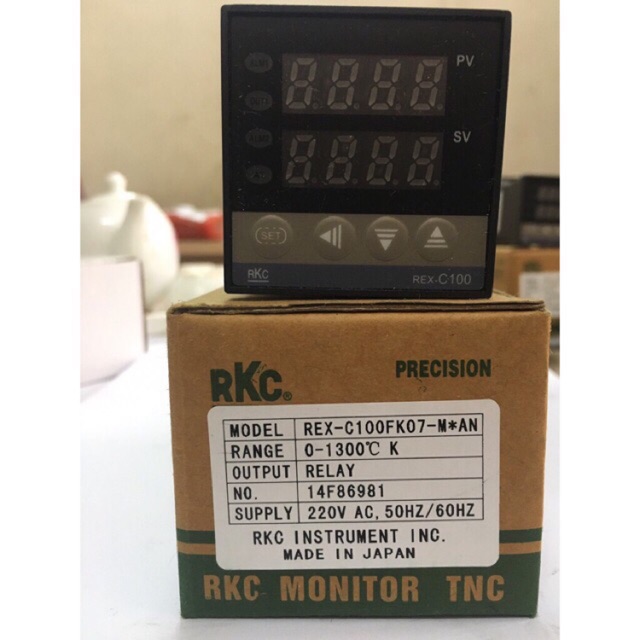 PV
SV
SET
RKC
REX-C100
RKC® PRECISION
MODEL REX-C100FK07-M*AN
RANGE 0-1300℃ K
OUTPUT RELAY
NO. 14F86981
SUPPLY 220V AC, 50HZ/60HZ
RKC INSTRUMENT INC.
MADE IN JAPAN
RKC MONITOR TNC